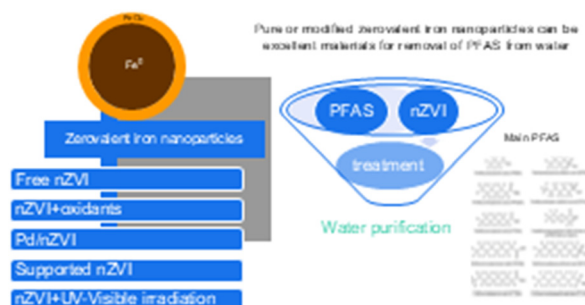 Fe⁰
Pure or modified zerovalent iron nanoparticles can be
excellent materials for removal of PFAS from water
Zerovalent iron nanoparticles
Free nZVI
nZVI+oxidants
Pd/nZVI
Supported nZVI
nZVI+UV-Visible irradiation
PFAS
nZVI
treatment
Water purification
Main PFAS